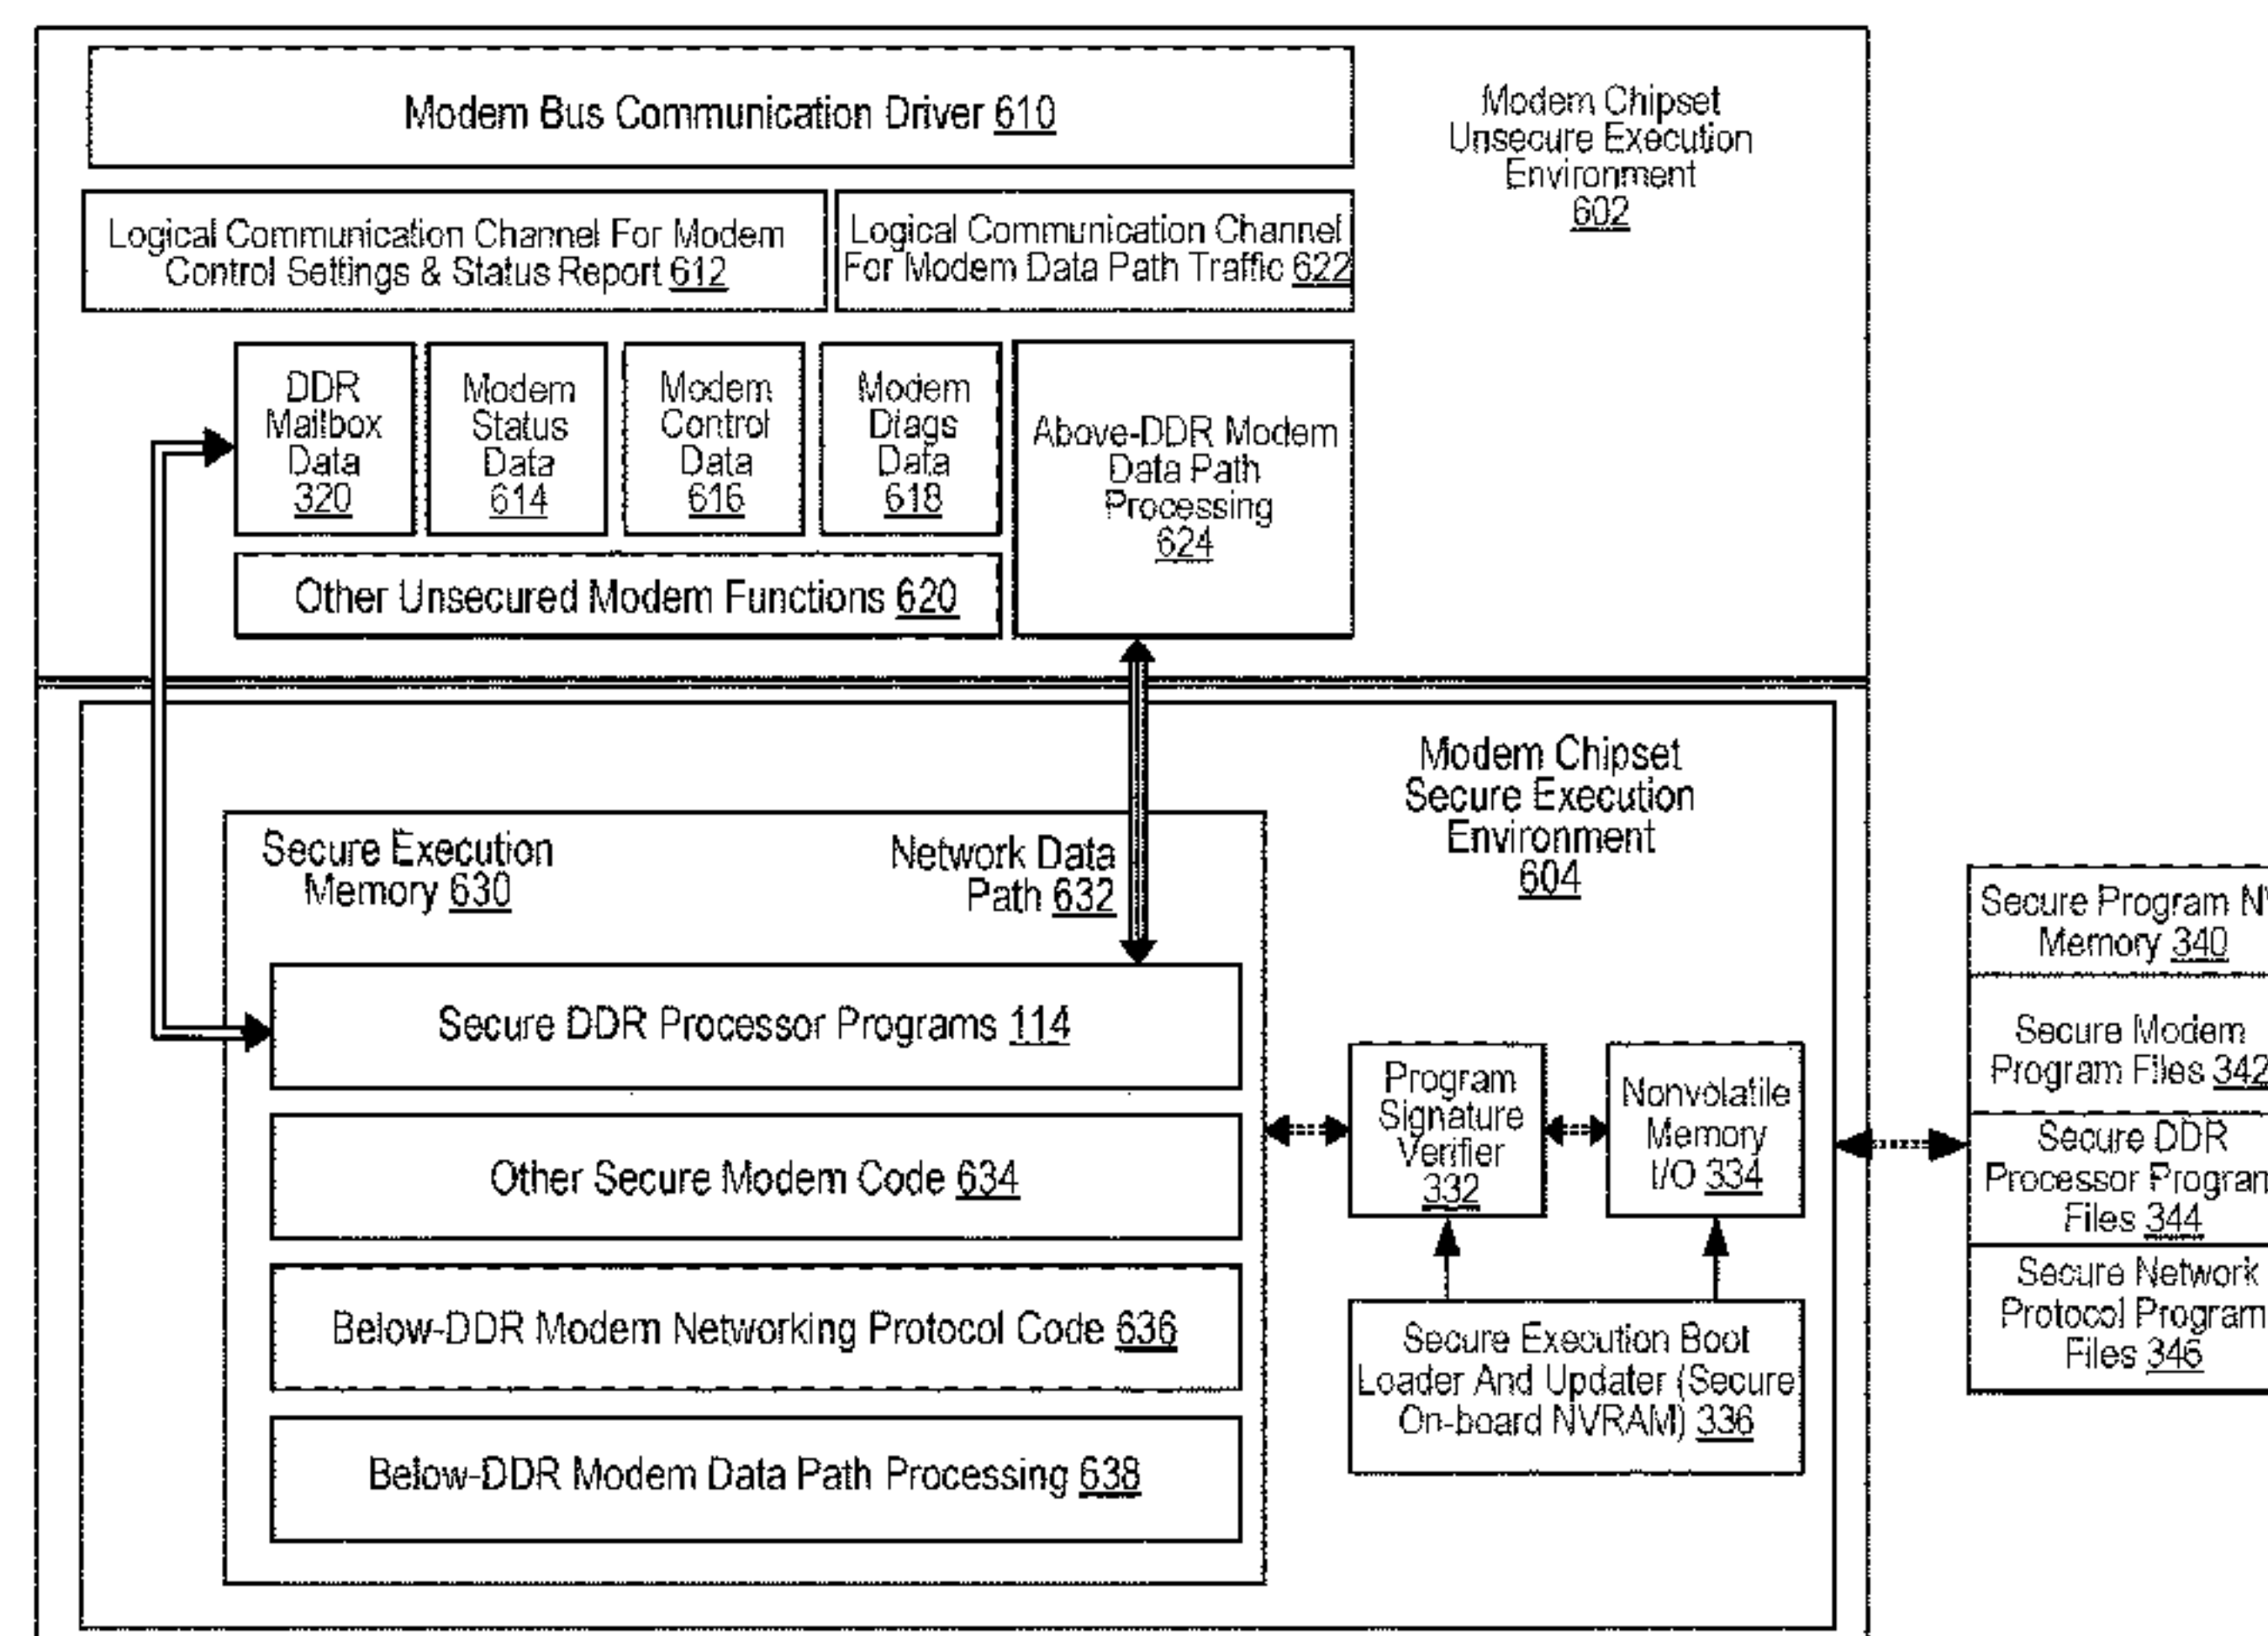 Modem Bus Communication Driver 610
Modem Chipset
Unsecure Execution
Environment
602
Logical Communication Channel For Modem
Control Settings & Status Report 612
Logical Communication Channel
For Modem Data Path Traffic 622
DDR
Mailbox
Data
320
Modem
Status
Data
614
Modem
Control
Data
616
Modem
Diags
Data
618
Above-DDR Modem
Data Path
Processing
624
Other Unsecured Modem Functions 620
Modem Chipset
Secure Execution
Environment
604
Secure Execution
Memory 630
Network Data
Path 632
Secure DDR Processor Programs 114
Other Secure Modem Code 634
Below-DDR Modem Networking Protocol Code 636
Below-DDR Modem Data Path Processing 638
Program
Signature
Verifier
332
Nonvolatile
Memory
I/O 334
Secure Execution Boot
Loader And Updater (Secure
On-board NVRAM) 336
Secure Program
Memory 340
Secure Modem
Program Files 342
Secure DDR
Processor
Files 344
Secure Network
Protocol Program
Files 346